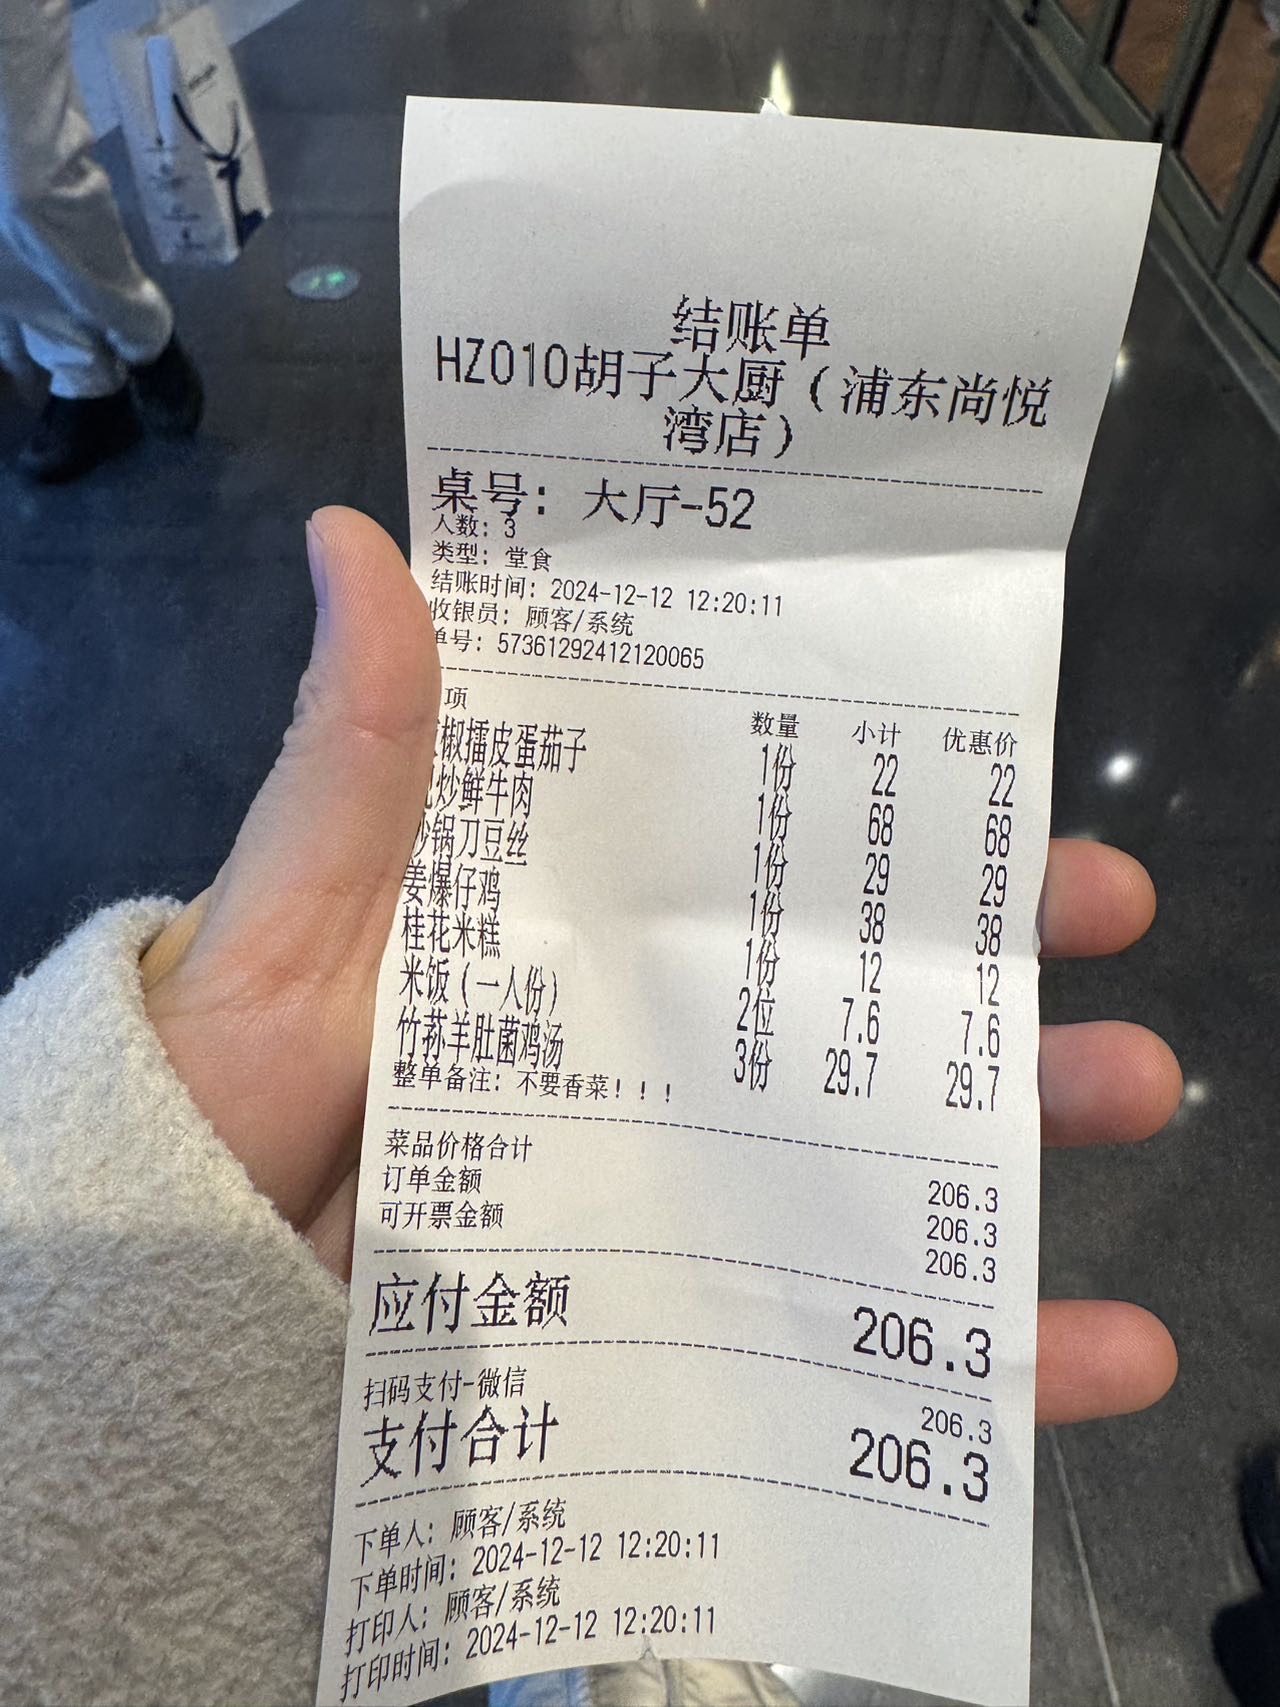 结账单
HZ010胡子大厨（浦东尚悦
湾店）
桌号：大厅-52
人数：3
类型：堂食
结账时间：2024-12-12 12:20:11
收银员：顾客/系统
单号：57361292412120065
项 数量 小计 优惠价
椒擂皮蛋茄子 1份 22 22
炒鲜牛肉 1份 68 68
锅刀豆丝 1份 29 29
姜爆仔鸡 1份 38 38
桂花米糕 1份 12 12
米饭（一人份） 2位 7.6 7.6
竹荪羊肚菌鸡汤 3份 29.7 29.7
整单备注：不要香菜！！！
菜品价格合计 206.3
订单金额 206.3
可开票金额 206.3
应付金额 206.3
扫码支付-微信 206.3
支付合计 206.3
下单人：顾客/系统
下单时间：2024-12-12 12:20:11
打印人：顾客/系统
打印时间：2024-12-12 12:20:11